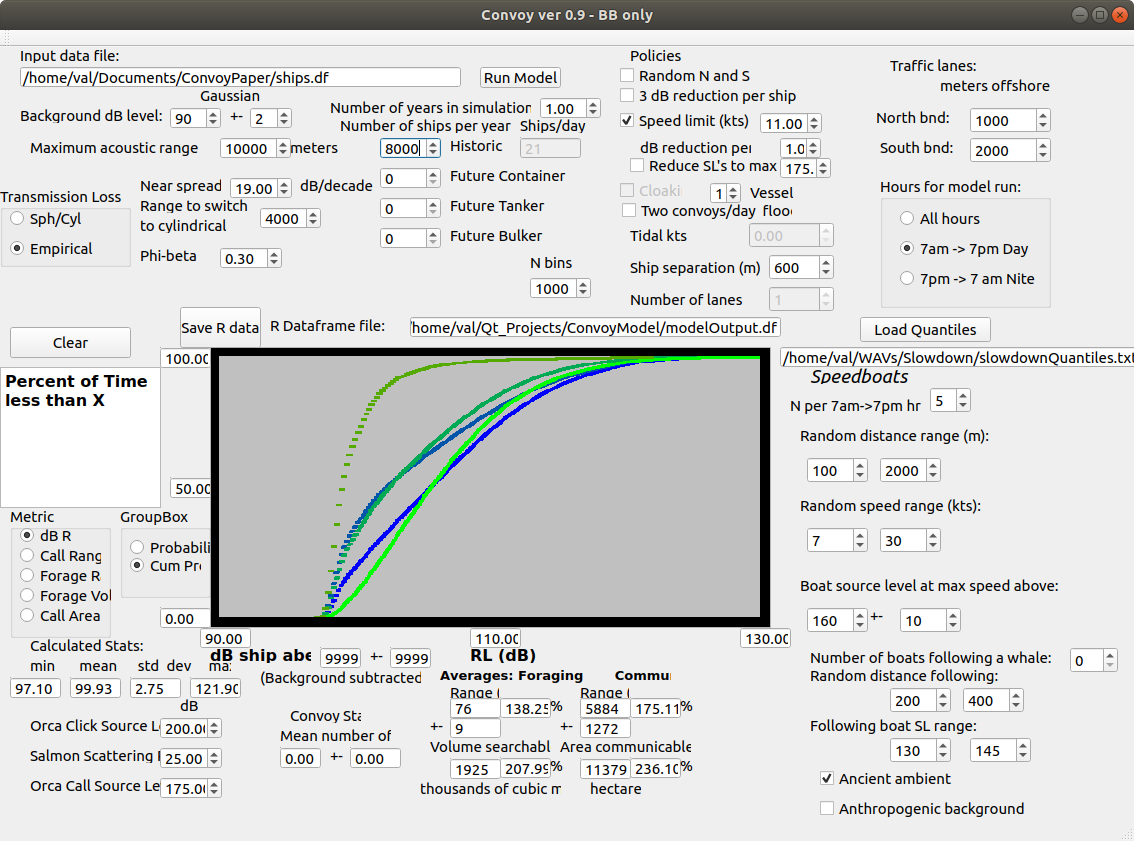 Convoy ver 0.9 - BB only
Input data file:
/home/val/Documents/ConvoyPaper/ships.df
Run Model
Gaussian
Background dB level: 90 +- 2
Maximum acoustic range 10000 meters
Number of years in simulation 1.00
Number of ships per year Ships/day
8000 Historic 21
0 Future Container
0 Future Tanker
0 Future Bulker
N bins
1000
Transmission Loss
Sph/Cyl
Empirical
Near spread 19.00 dB/decade
Range to switch
to cylindrical 4000
Phi-beta 0.30
Policies
Random N and S
3 dB reduction per ship
Speed limit (kts) 11.00
dB reduction per 1.0
Reduce SL's to max 175.
Cloaki 1 Vessel
Two convoys/day floo
Tidal kts 0.00
Ship separation (m) 600
Number of lanes 1
Traffic lanes:
meters offshore
North bnd: 1000
South bnd: 2000
Hours for model run:
All hours
7am -> 7pm Day
7pm -> 7 am Nite
Clear
Save R data
R Dataframe file: home/val/Qt_Projects/ConvoyModel/modelOutput.df
Load Quantiles
/home/val/WAVs/Slowdown/slowdownQuantiles.txt
Percent of Time
less than X
100.00
50.00
0.00
90.00 110.00 130.00
RL (dB)
Metric
dB R
Call Rang
Forage R
Forage Vol
Call Area
GroupBox
Probabili
Cum Pro
Calculated Stats:
min mean std dev ma
97.10 99.93 2.75 121.90
dB
Orca Click Source Le 200.00
Salmon Scattering 25.00
Orca Call Source Le 175.00
dB ship abe 9999 +- 9999
(Background subtracted
Convoy Sta
Mean number of
0.00 +- 0.00
Averages: Foraging Commu
Range ( Range (
76 138.25 % 5884 175.11 %
+- 9 +- 1272
Volume searchabl Area communicable
1925 207.99 % 11379 236.10 %
thousands of cubic m hectare
Speedboats
N per 7am->7pm hr 5
Random distance range (m):
100 2000
Random speed range (kts):
7 30
Boat source level at max speed above:
160 +- 10
Number of boats following a whale: 0
Random distance following:
200 400
Following boat SL range:
130 145
Ancient ambient
Anthropogenic background